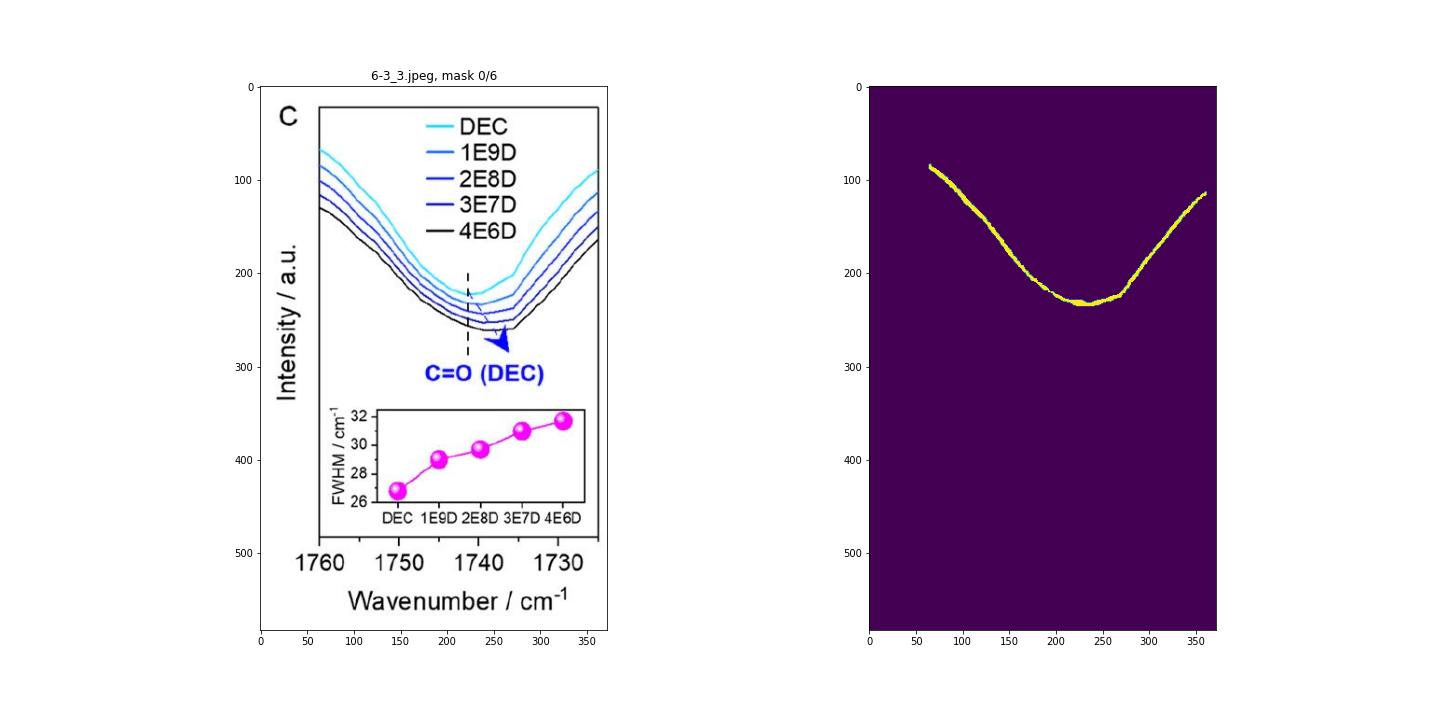 6-3_3.jpeg, mask 0/6
0
100
200
300
400
500
0 50 100 150 200 250 300 350
C
DEC
1E9D
2E8D
3E7D
4E6D
Intensity / a.u.
C=O (DEC)
FWHM / cm-1
32
30
28
26
DEC 1E9D 2E8D 3E7D 4E6D
1760 1750 1740 1730
Wavenumber / cm-1
0
100
200
300
400
500
0 50 100 150 200 250 300 350